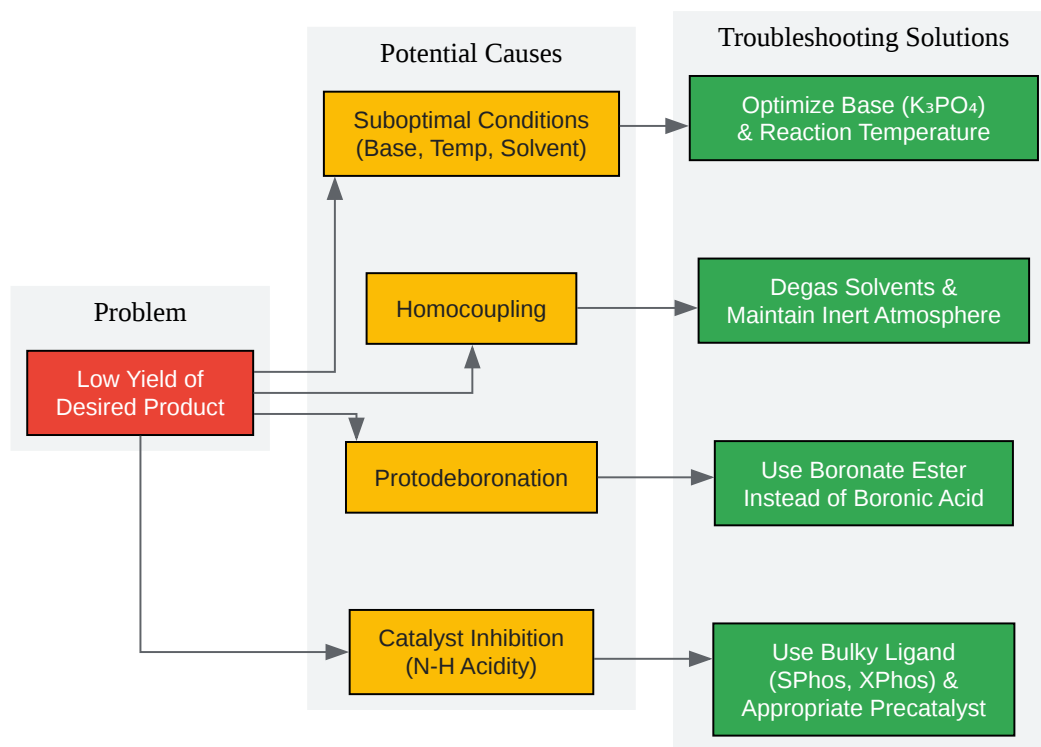 Problem
Low Yield of
Desired Product
Potential Causes
Suboptimal Conditions
(Base, Temp, Solvent)
Homocoupling
Protodeboronation
Catalyst Inhibition
(N-H Acidity)
Troubleshooting Solutions
Optimize Base (K₃PO₄)
& Reaction Temperature
Degas Solvents &
Maintain Inert Atmosphere
Use Boronate Ester
Instead of Boronic Acid
Use Bulky Ligand
(SPhos, XPhos) &
Appropriate Precatalyst